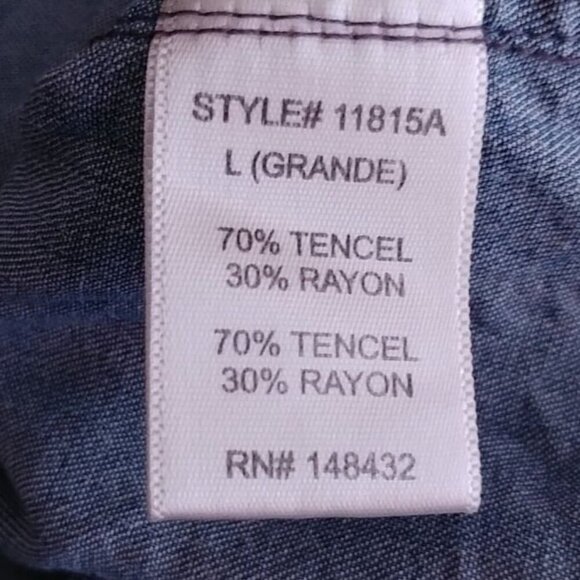 STYLE# 11815A
L (GRANDE)
70% TENCEL
30% RAYON
70% TENCEL
30% RAYON
RN# 148432